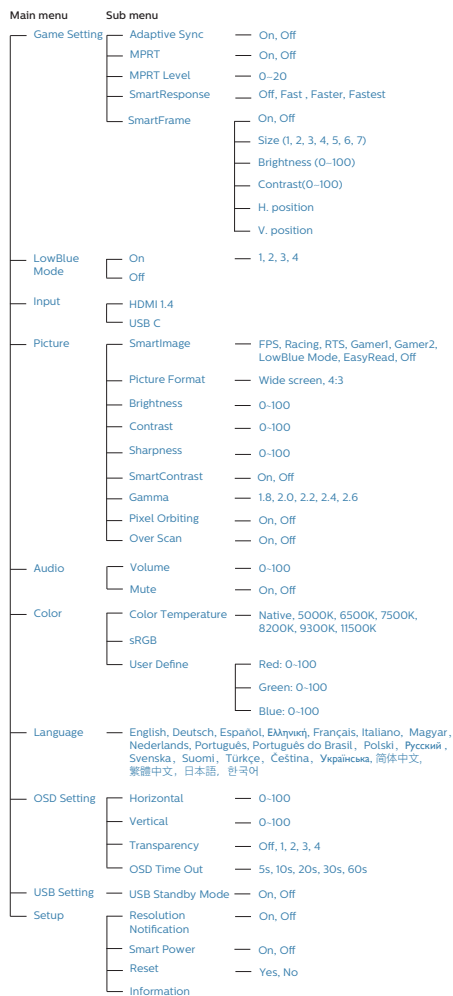 Main menu Sub menu
Game Setting Adaptive Sync On, Off
MPRT On, Off
MPRT Level 0–20
SmartResponse Off, Fast , Faster, Fastest
SmartFrame On, Off
Size (1, 2, 3, 4, 5, 6, 7)
Brightness (0–100)
Contrast(0–100)
H. position
V. position
LowBlue On 1, 2, 3, 4
Mode
Off
Input HDMI 1.4
USB C
Picture SmartImage FPS, Racing, RTS, Gamer1, Gamer2,
LowBlue Mode, EasyRead, Off
Picture Format Wide screen, 4:3
Brightness 0~100
Contrast 0~100
Sharpness 0~100
SmartContrast On, Off
Gamma 1.8, 2.0, 2.2, 2.4, 2.6
Pixel Orbiting On, Off
Over Scan On, Off
Audio Volume 0~100
Mute On, Off
Color Color Temperature Native, 5000K, 6500K, 7500K,
8200K, 9300K, 11500K
sRGB
User Define Red: 0~100
Green: 0~100
Blue: 0~100
Language English, Deutsch, Español, Ελληνική, Français, Italiano, Magyar,
Nederlands, Português, Português do Brasil, Polski, Русский ,
Svenska, Suomi, Türkçe, Čeština, Українська, 简体中文,
繁體中文, 日本語, 한국어
OSD Setting Horizontal 0~100
Vertical 0~100
Transparency Off, 1, 2, 3, 4
OSD Time Out 5s, 10s, 20s, 30s, 60s
USB Setting USB Standby Mode On, Off
Setup Resolution On, Off
Notification
Smart Power On, Off
Reset Yes, No
Information